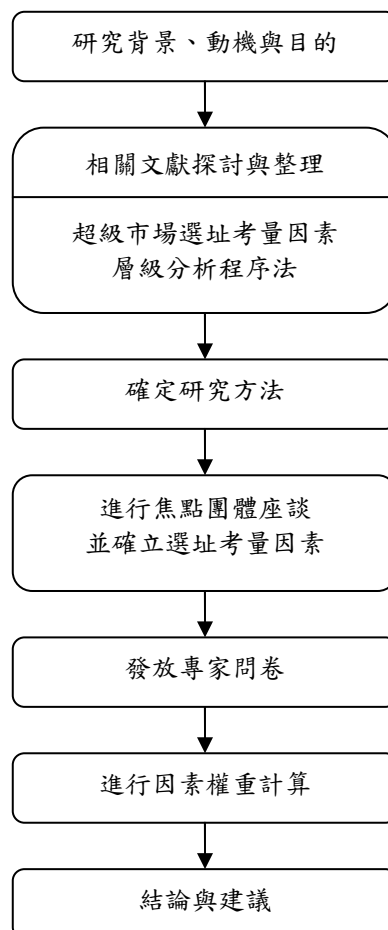 研究背景、動機與目的
相關文獻探討與整理
超級市場選址考量因素
層級分析程序法
確定研究方法
進行焦點團體座談
並確立選址考量因素
發放專家問卷
進行因素權重計算
結論與建議